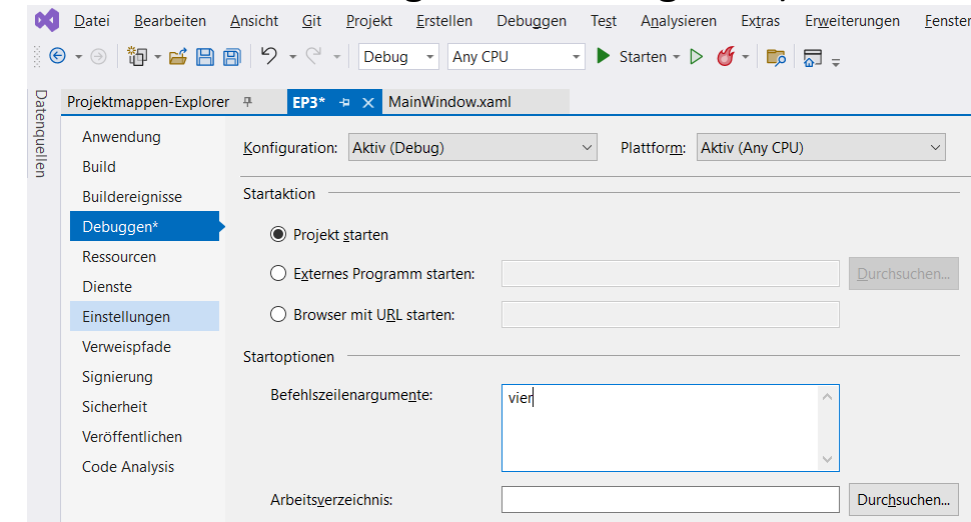 Datei Bearbeiten Ansicht Git Projekt Erstellen Debuggen Test Analysieren Extras Erweiterungen Fenster
Debug Any CPU Starten
Datenquellen
Projektmappen-Explorer EP3* MainWindow.xaml
Anwendung
Build
Buildereignisse
Debuggen*
Ressourcen
Dienste
Einstellungen
Verweispfade
Signierung
Sicherheit
Veröffentlichen
Code Analysis
Konfiguration: Aktiv (Debug) Plattform: Aktiv (Any CPU)
Startaktion
Projekt starten
Externes Programm starten: Durchsuchen...
Browser mit URL starten:
Startoptionen
Befehlszeilenargumente: vier
Arbeitsverzeichnis: Durchsuchen...